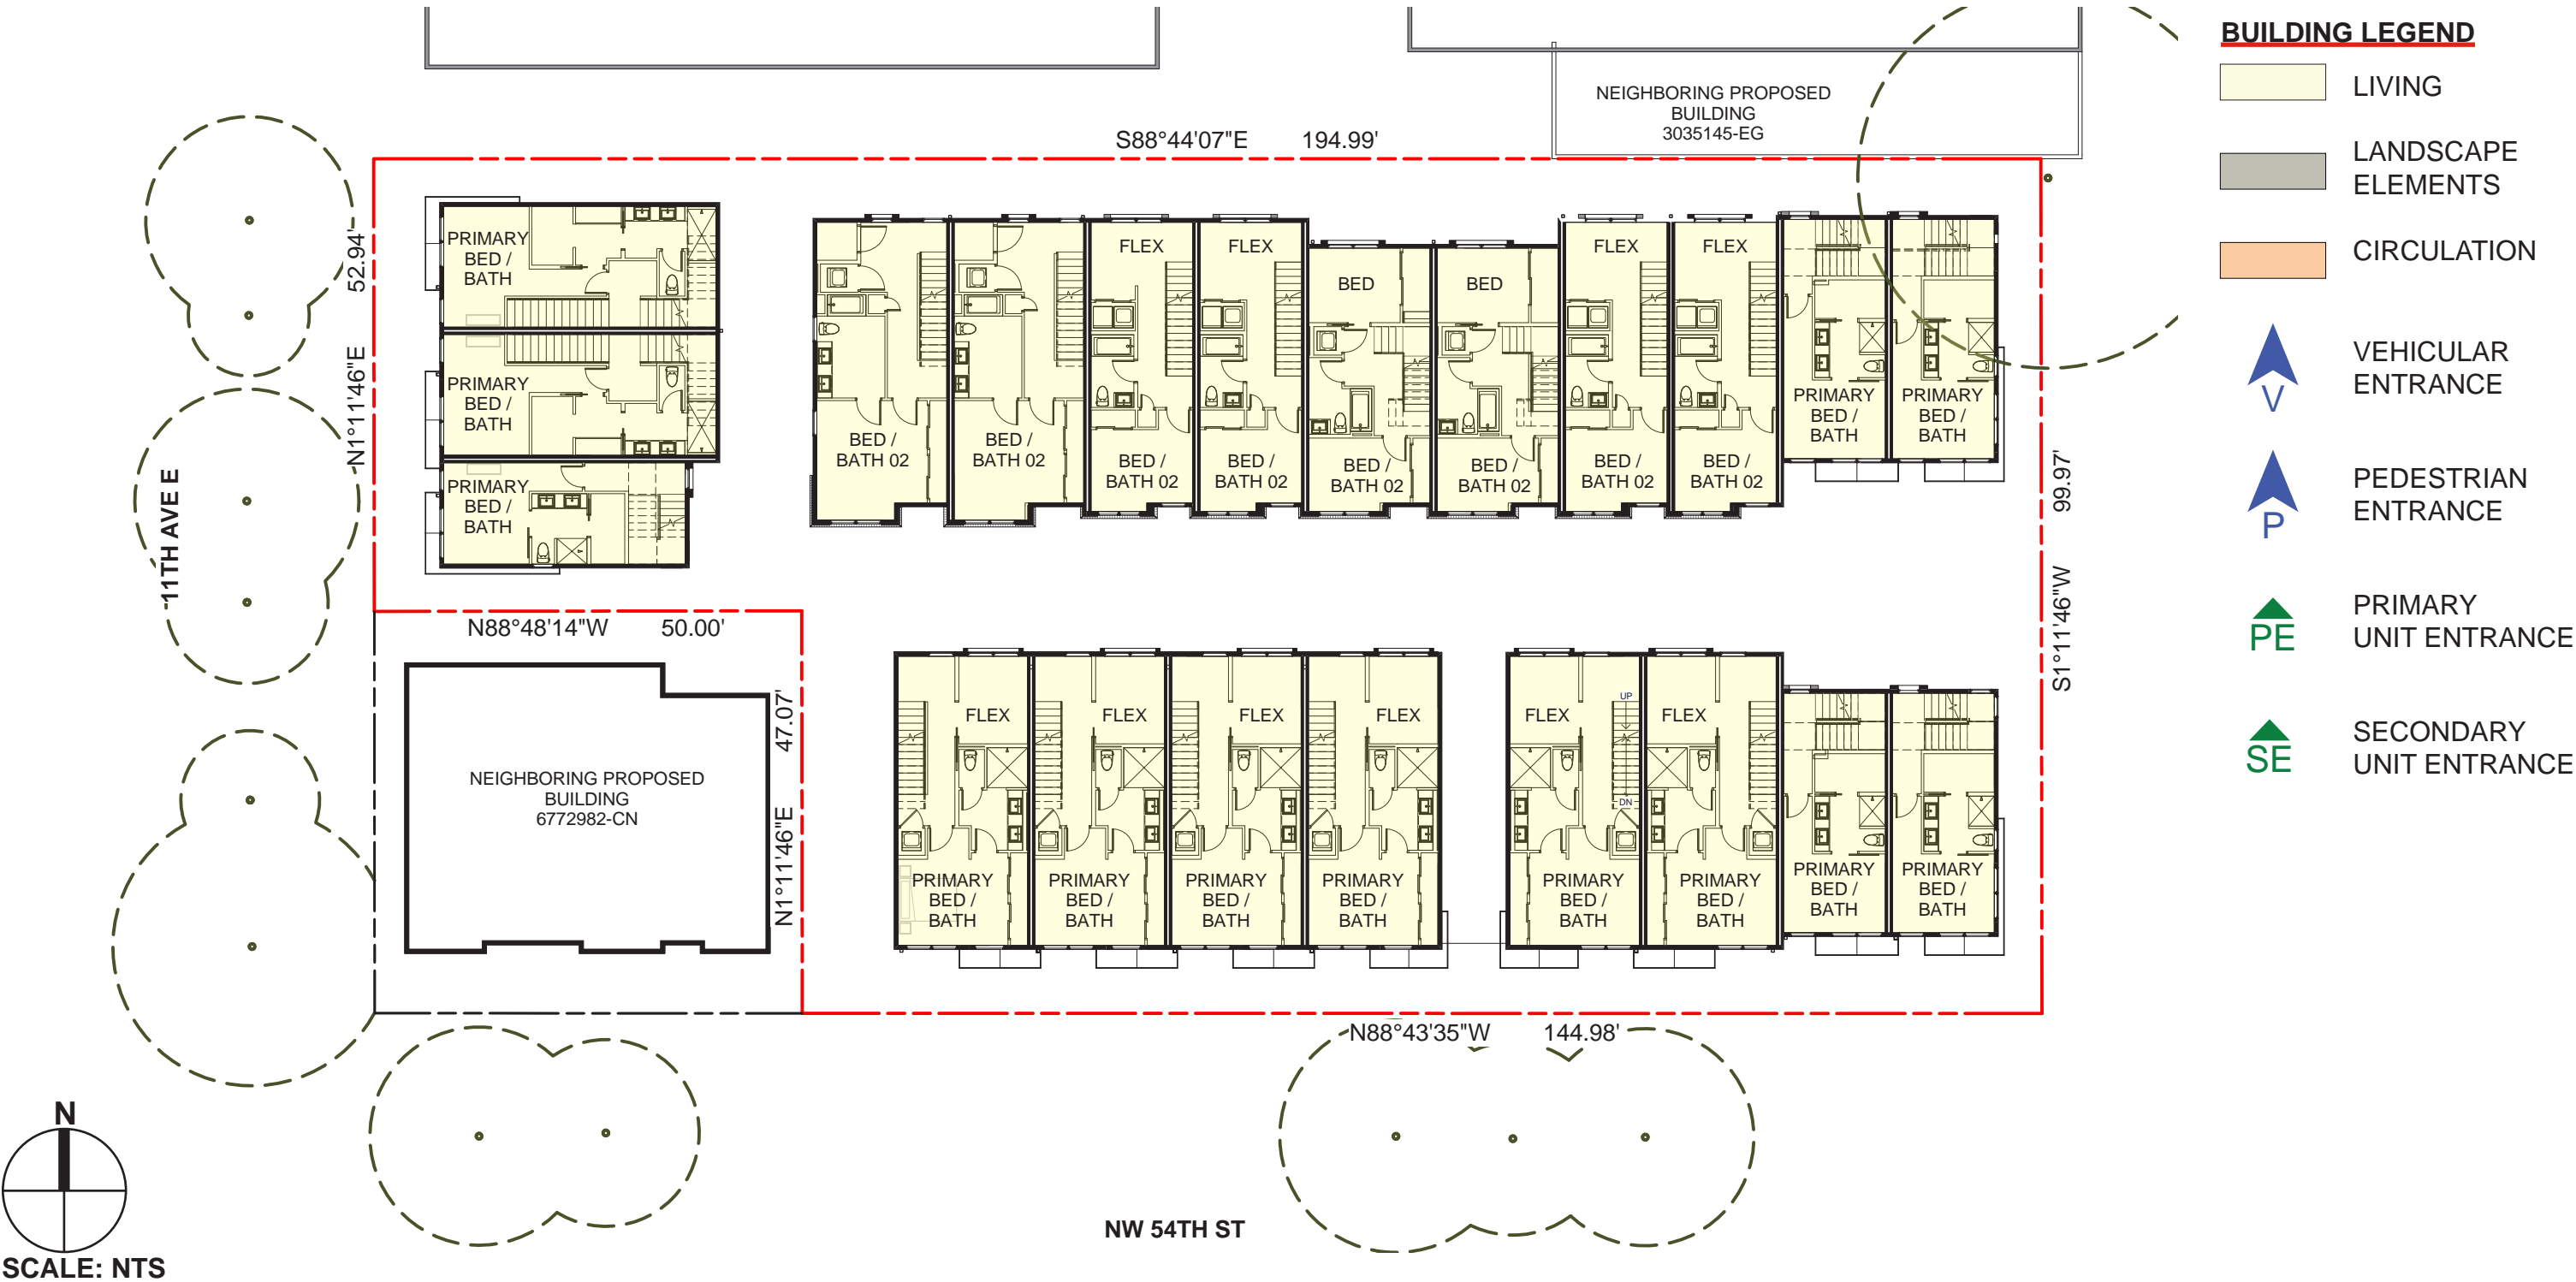 BUILDING LEGEND
LIVING
LANDSCAPE
ELEMENTS
CIRCULATION
V
VEHICULAR
ENTRANCE
P
PEDESTRIAN
ENTRANCE
PE
PRIMARY
UNIT ENTRANCE
SE
SECONDARY
UNIT ENTRANCE
NEIGHBORING PROPOSED
BUILDING
3035145-EG
S88°44'07"E 194.99'
N1°11'46"E 52.94'
11TH AVE E
PRIMARY
BED /
BATH
PRIMARY
BED /
BATH
PRIMARY
BED /
BATH
BED /
BATH 02
BED /
BATH 02
FLEX
BED /
BATH 02
FLEX
BED /
BATH 02
BED
BED /
BATH 02
BED
BED /
BATH 02
FLEX
BED /
BATH 02
FLEX
BED /
BATH 02
PRIMARY
BED /
BATH
PRIMARY
BED /
BATH
S1°11'46"W 99.97'
N88°48'14"W 50.00'
N1°11'46"E 47.07'
NEIGHBORING PROPOSED
BUILDING
6772982-CN
FLEX
PRIMARY
BED /
BATH
FLEX
PRIMARY
BED /
BATH
FLEX
PRIMARY
BED /
BATH
FLEX
PRIMARY
BED /
BATH
FLEX
UP
DN
PRIMARY
BED /
BATH
FLEX
PRIMARY
BED /
BATH
PRIMARY
BED /
BATH
PRIMARY
BED /
BATH
N88°43'35"W 144.98'
NW 54TH ST
N
SCALE: NTS